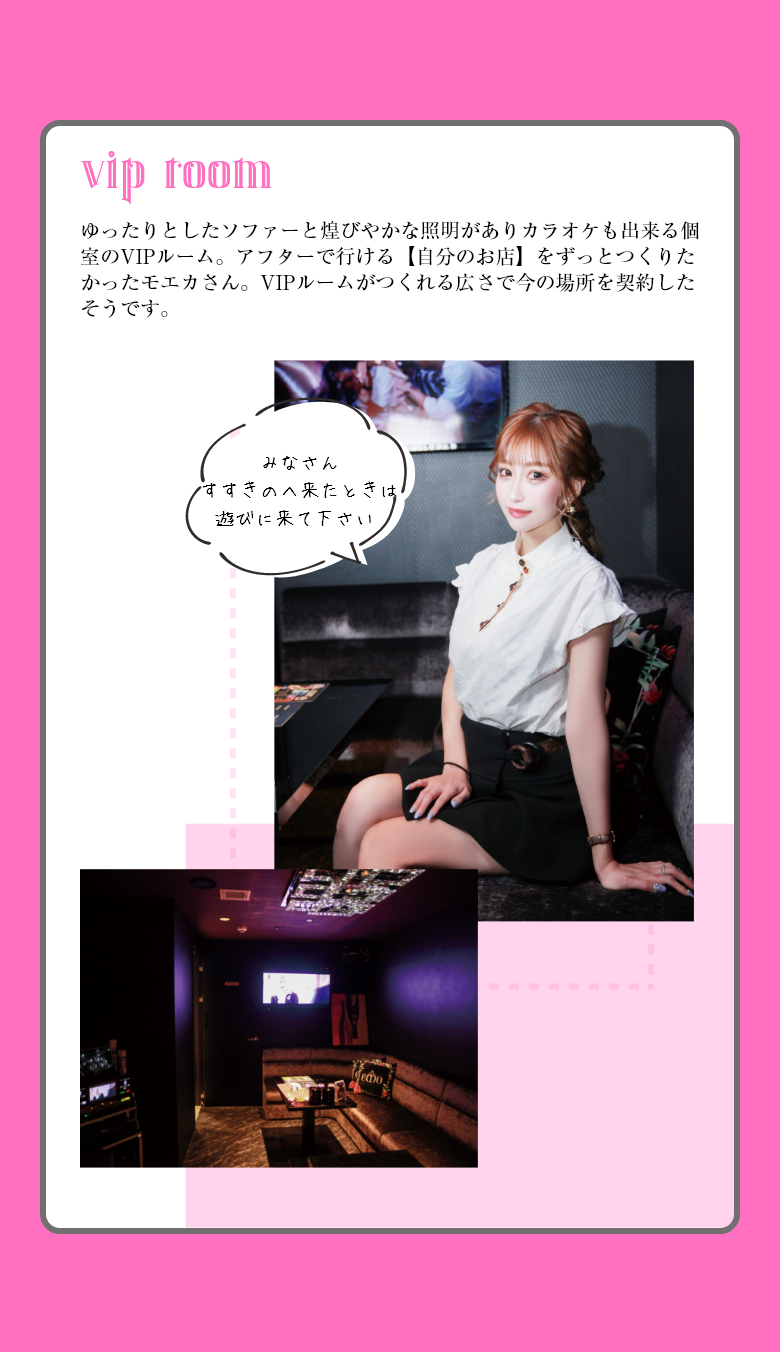 vip room
ゆったりとしたソファーと煌びやかな照明がありカラオケも出来る個
室のVIPルーム。アフターで行ける【自分のお店】をずっとつくりた
かったモエカさん。VIPルームがつくれる広さで今の場所を契約した
そうです。
みなさん
すすきのへ来たときは
遊びに来て下さい